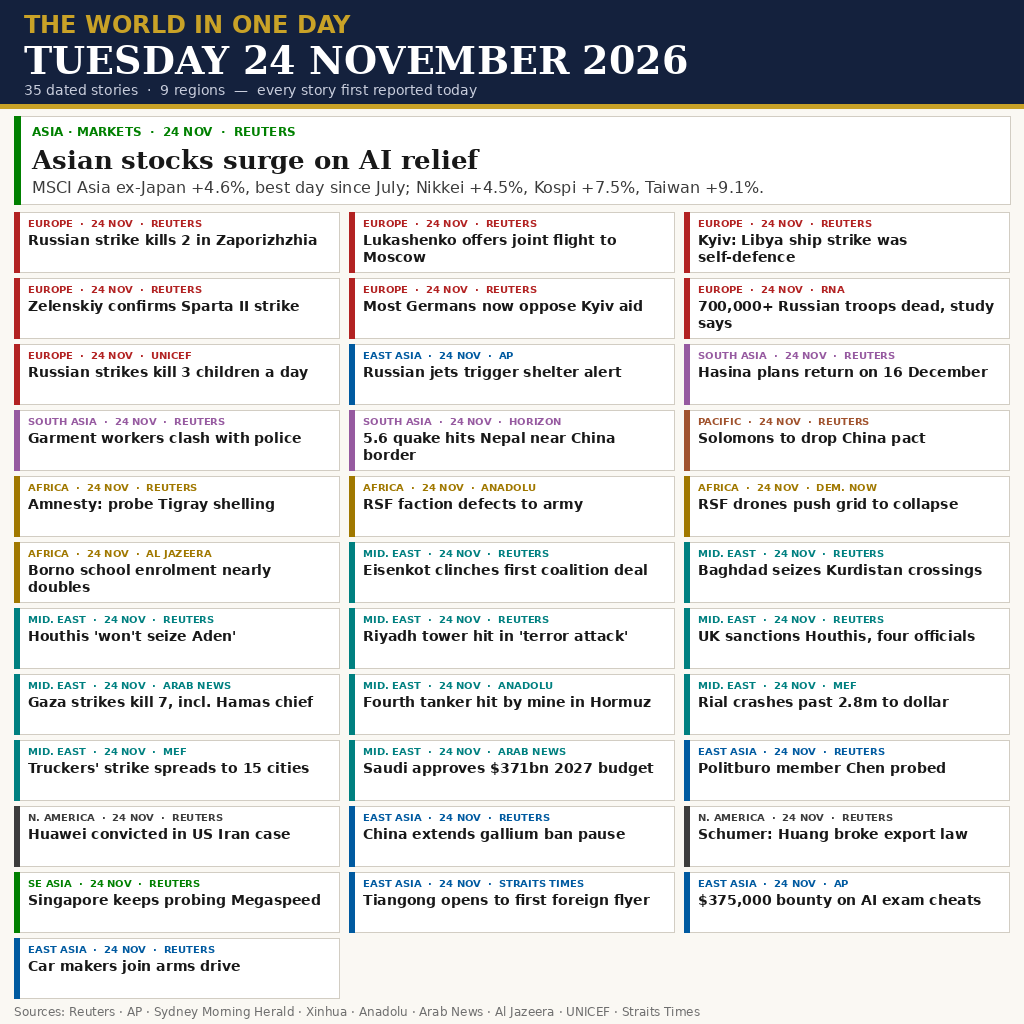 THE WORLD IN ONE DAY
TUESDAY 24 NOVEMBER 2026
35 dated stories · 9 regions — every story first reported today
ASIA · MARKETS · 24 NOV · REUTERS
Asian stocks surge on AI relief
MSCI Asia ex-Japan +4.6%, best day since July; Nikkei +4.5%, Kospi +7.5%, Taiwan +9.1%.
EUROPE · 24 NOV · REUTERS
Russian strike kills 2 in Zaporizhzhia
EUROPE · 24 NOV · REUTERS
Lukashenko offers joint flight to
Moscow
EUROPE · 24 NOV · REUTERS
Kyiv: Libya ship strike was
self-defence
EUROPE · 24 NOV · REUTERS
Zelenskiy confirms Sparta II strike
EUROPE · 24 NOV · REUTERS
Most Germans now oppose Kyiv aid
EUROPE · 24 NOV · RNA
700,000+ Russian troops dead, study
says
EUROPE · 24 NOV · UNICEF
Russian strikes kill 3 children a day
EAST ASIA · 24 NOV · AP
Russian jets trigger shelter alert
SOUTH ASIA · 24 NOV · REUTERS
Hasina plans return on 16 December
SOUTH ASIA · 24 NOV · REUTERS
Garment workers clash with police
SOUTH ASIA · 24 NOV · HORIZON
5.6 quake hits Nepal near China
border
PACIFIC · 24 NOV · REUTERS
Solomons to drop China pact
AFRICA · 24 NOV · REUTERS
Amnesty: probe Tigray shelling
AFRICA · 24 NOV · ANADOLU
RSF faction defects to army
AFRICA · 24 NOV · DEM. NOW
RSF drones push grid to collapse
AFRICA · 24 NOV · AL JAZEERA
Borno school enrolment nearly
doubles
MID. EAST · 24 NOV · REUTERS
Eisenkot clinches first coalition deal
MID. EAST · 24 NOV · REUTERS
Baghdad seizes Kurdistan crossings
MID. EAST · 24 NOV · REUTERS
Houthis 'won't seize Aden'
MID. EAST · 24 NOV · REUTERS
Riyadh tower hit in 'terror attack'
MID. EAST · 24 NOV · REUTERS
UK sanctions Houthis, four officials
MID. EAST · 24 NOV · ARAB NEWS
Gaza strikes kill 7, incl. Hamas chief
MID. EAST · 24 NOV · ANADOLU
Fourth tanker hit by mine in Hormuz
MID. EAST · 24 NOV · MEF
Rial crashes past 2.8m to dollar
MID. EAST · 24 NOV · MEF
Truckers' strike spreads to 15 cities
MID. EAST · 24 NOV · ARAB NEWS
Saudi approves $371bn 2027 budget
EAST ASIA · 24 NOV · REUTERS
Politburo member Chen probed
N. AMERICA · 24 NOV · REUTERS
Huawei convicted in US Iran case
EAST ASIA · 24 NOV · REUTERS
China extends gallium ban pause
N. AMERICA · 24 NOV · REUTERS
Schumer: Huang broke export law
SE ASIA · 24 NOV · REUTERS
Singapore keeps probing Megaspeed
EAST ASIA · 24 NOV · STRAITS TIMES
Tiangong opens to first foreign flyer
EAST ASIA · 24 NOV · AP
$375,000 bounty on AI exam cheats
EAST ASIA · 24 NOV · REUTERS
Car makers join arms drive
Sources: Reuters · AP · Sydney Morning Herald · Xinhua · Anadolu · Arab News · Al Jazeera · UNICEF · Straits Times